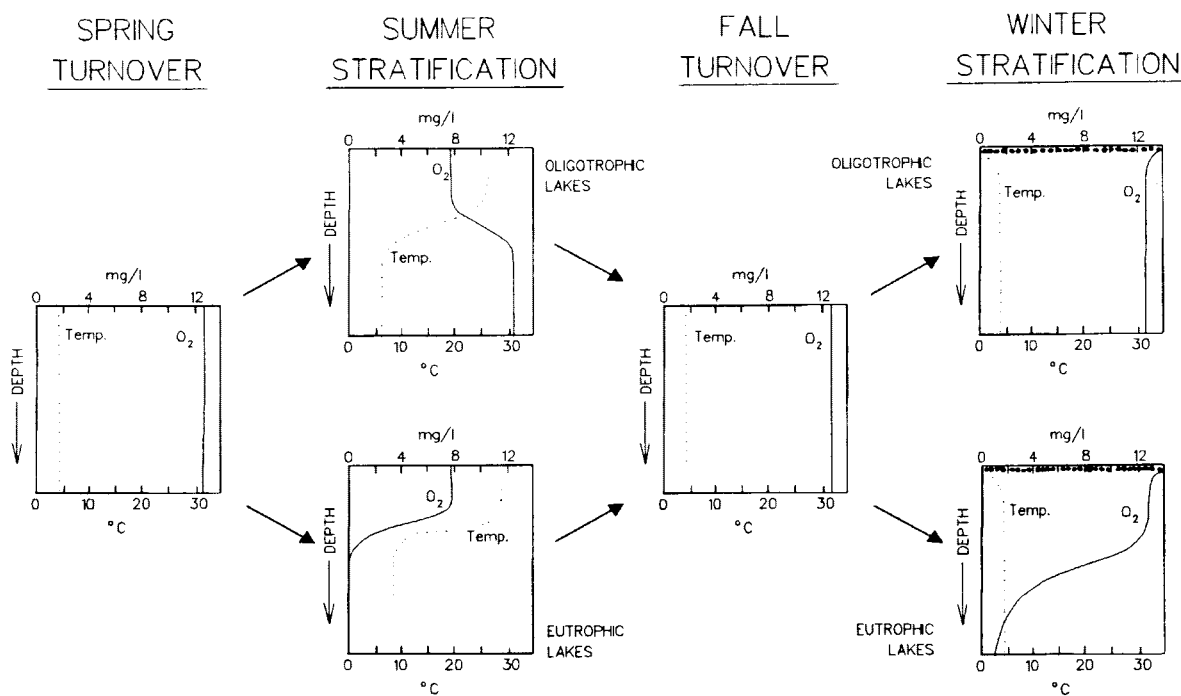 SPRING
TURNOVER
SUMMER
STRATIFICATION
FALL
TURNOVER
WINTER
STRATIFICATION
mg/l
0 4 8 12
O2
OLIGOTROPHIC
LAKES
DEPTH
Temp.
0 10 20 30
°C
mg/l
0 4 8 12
OLIGOTROPHIC
LAKES
Temp.
O2
DEPTH
0 10 20 30
°C
mg/l
0 4 8 12
Temp.
O2
DEPTH
0 10 20 30
°C
mg/l
0 4 8 12
Temp.
O2
DEPTH
0 10 20 30
°C
mg/l
0 4 8 12
O2
Temp.
DEPTH
EUTROPHIC
LAKES
0 10 20 30
°C
mg/l
0 4 8 12
Temp.
O2
DEPTH
EUTROPHIC
LAKES
0 10 20 30
°C